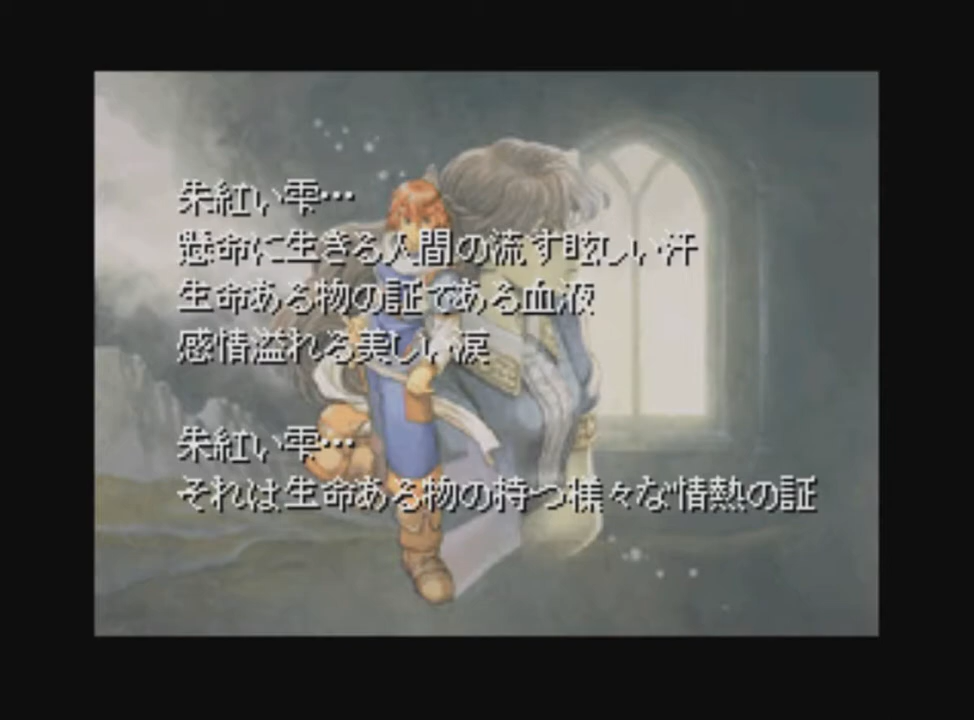 朱紅い雫…
懸命に生きる人間の流す眩しい汗
生命ある物の証である血液
感情溢れる美しい涙
朱紅い雫…
それは生命ある物の持つ様々な情熱の証